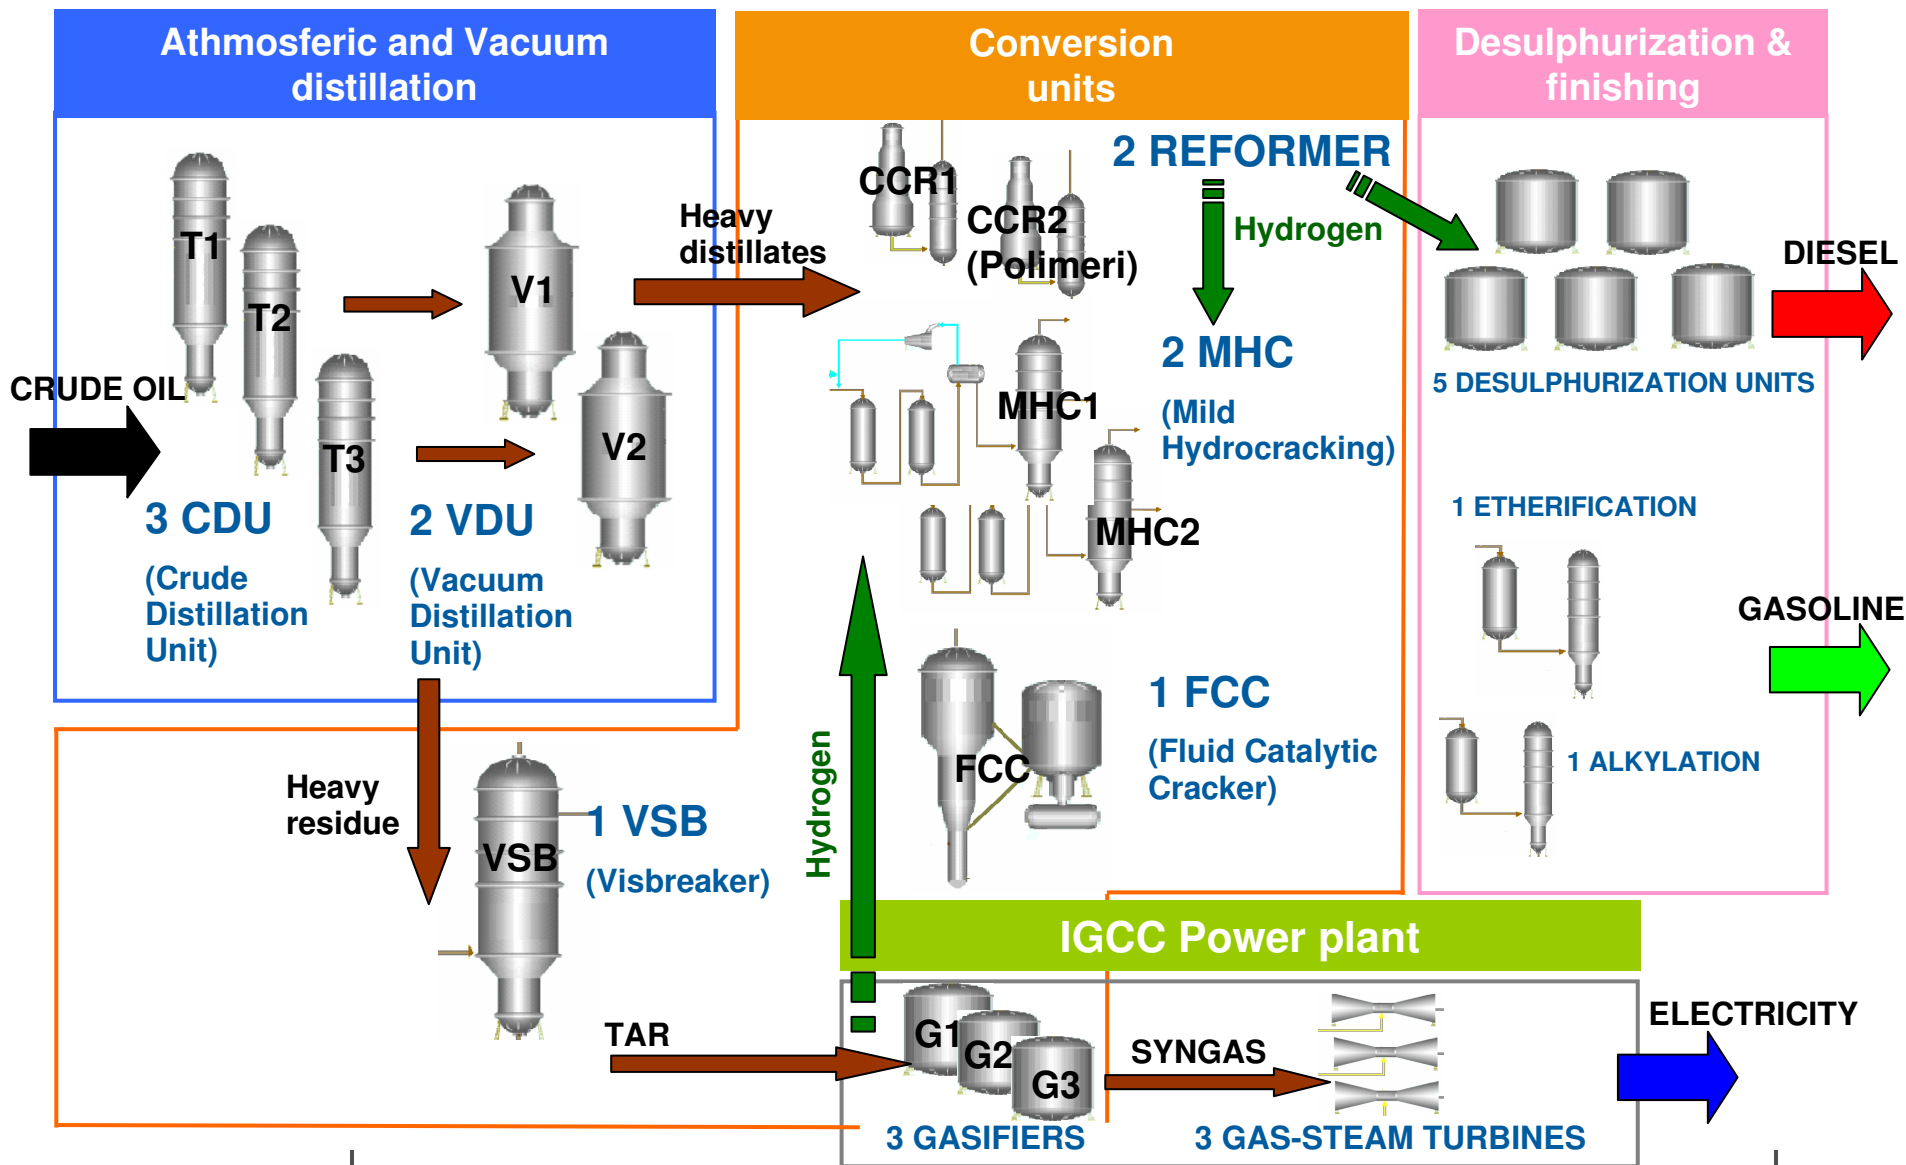 Athmosferic and Vacuum
distillation
Conversion
units
Desulphurization &
finishing
CRUDE OIL
T1
T2
T3
3 CDU
(Crude
Distillation
Unit)
V1
V2
2 VDU
(Vacuum
Distillation
Unit)
Heavy
distillates
CCR1
CCR2
(Polimeri)
2 REFORMER
Hydrogen
MHC1
MHC2
2 MHC
(Mild
Hydrocracking)
FCC
1 FCC
(Fluid Catalytic
Cracker)
Hydrogen
5 DESULPHURIZATION UNITS
DIESEL
1 ETHERIFICATION
GASOLINE
1 ALKYLATION
Heavy
residue
VSB
1 VSB
(Visbreaker)
TAR
IGCC Power plant
G1
G2
G3
3 GASIFIERS
SYNGAS
3 GAS-STEAM TURBINES
ELECTRICITY